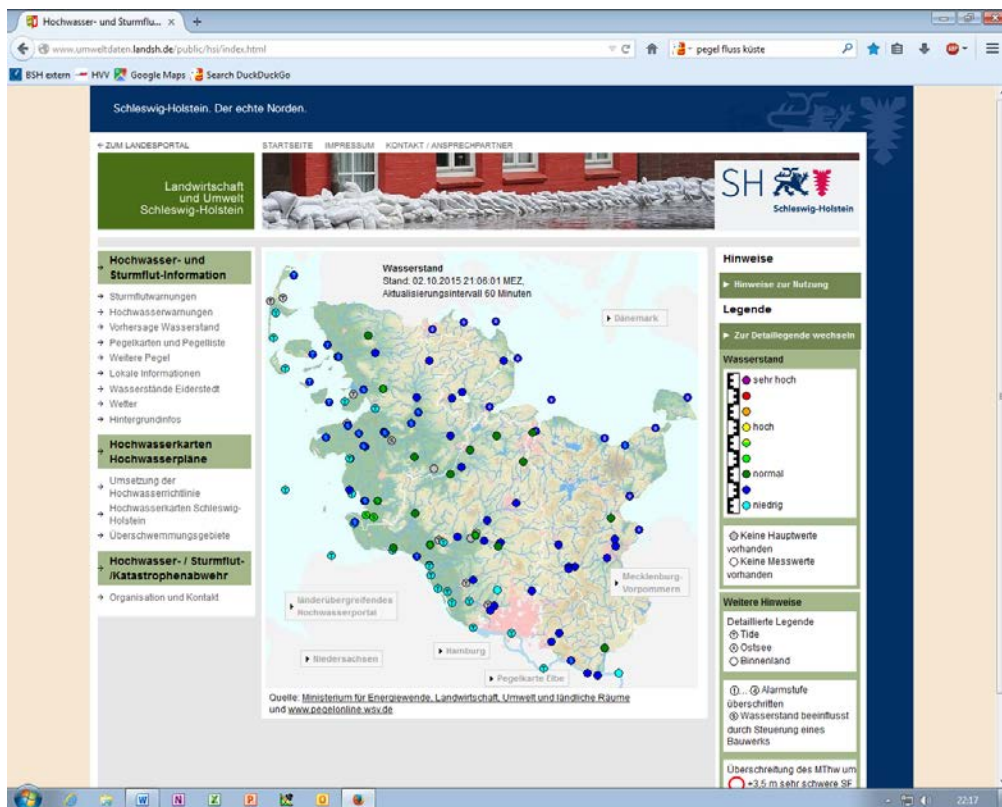 Hochwasser- und Sturmflu... × +
www.umweltdaten.landsh.de/public/hsi/index.html
pegel fluss küste
BSH extern HVV Google Maps Search DuckDuckGo
Schleswig-Holstein. Der echte Norden.
ZUM LANDESPORTAL
STARTSEITE IMPRESSUM KONTAKT / ANSPRECHPARTNER
Landwirtschaft
und Umwelt
Schleswig-Holstein
SH
Schleswig-Holstein
Hochwasser- und
Sturmflut-Information
Sturmflutwarnungen
Hochwasserwarnungen
Vorhersage Wasserstand
Pegelkarten und Pegelliste
Weitere Pegel
Lokale Informationen
Wasserstände Eiderstedt
Wetter
Hintergrundinfos
Hochwasserkarten
Hochwasserpläne
Umsetzung der
Hochwasserrichtlinie
Hochwasserkarten Schleswig-
Holstein
Überschwemmungsgebiete
Hochwasser- / Sturmflut-
/Katastrophenabwehr
Organisation und Kontakt
Wasserstand
Stand: 02.10.2015 21:06:01 MEZ,
Aktualisierungsintervall 60 Minuten
Dänemark
Mecklenburg-
Vorpommern
länderübergreifendes
Hochwasserportal
Hamburg
Niedersachsen
Pegelkarte Elbe
Quelle: Ministerium für Energiewende, Landwirtschaft, Umwelt und ländliche Räume
und www.pegelonline.wsv.de
Hinweise
Hinweise zur Nutzung
Legende
Zur Detaillegende wechseln
Wasserstand
sehr hoch
hoch
normal
niedrig
Keine Hauptwerte
vorhanden
Keine Messwerte
vorhanden
Weitere Hinweise
Detaillierte Legende
Tide
Ostsee
Binnenland
①... ④ Alarmstufe
überschritten
Ⓢ Wasserstand beeinflusst
durch Steuerung eines
Bauwerks
Überschreitung des MThw um
+3,5 m sehr schwere SF
22:17